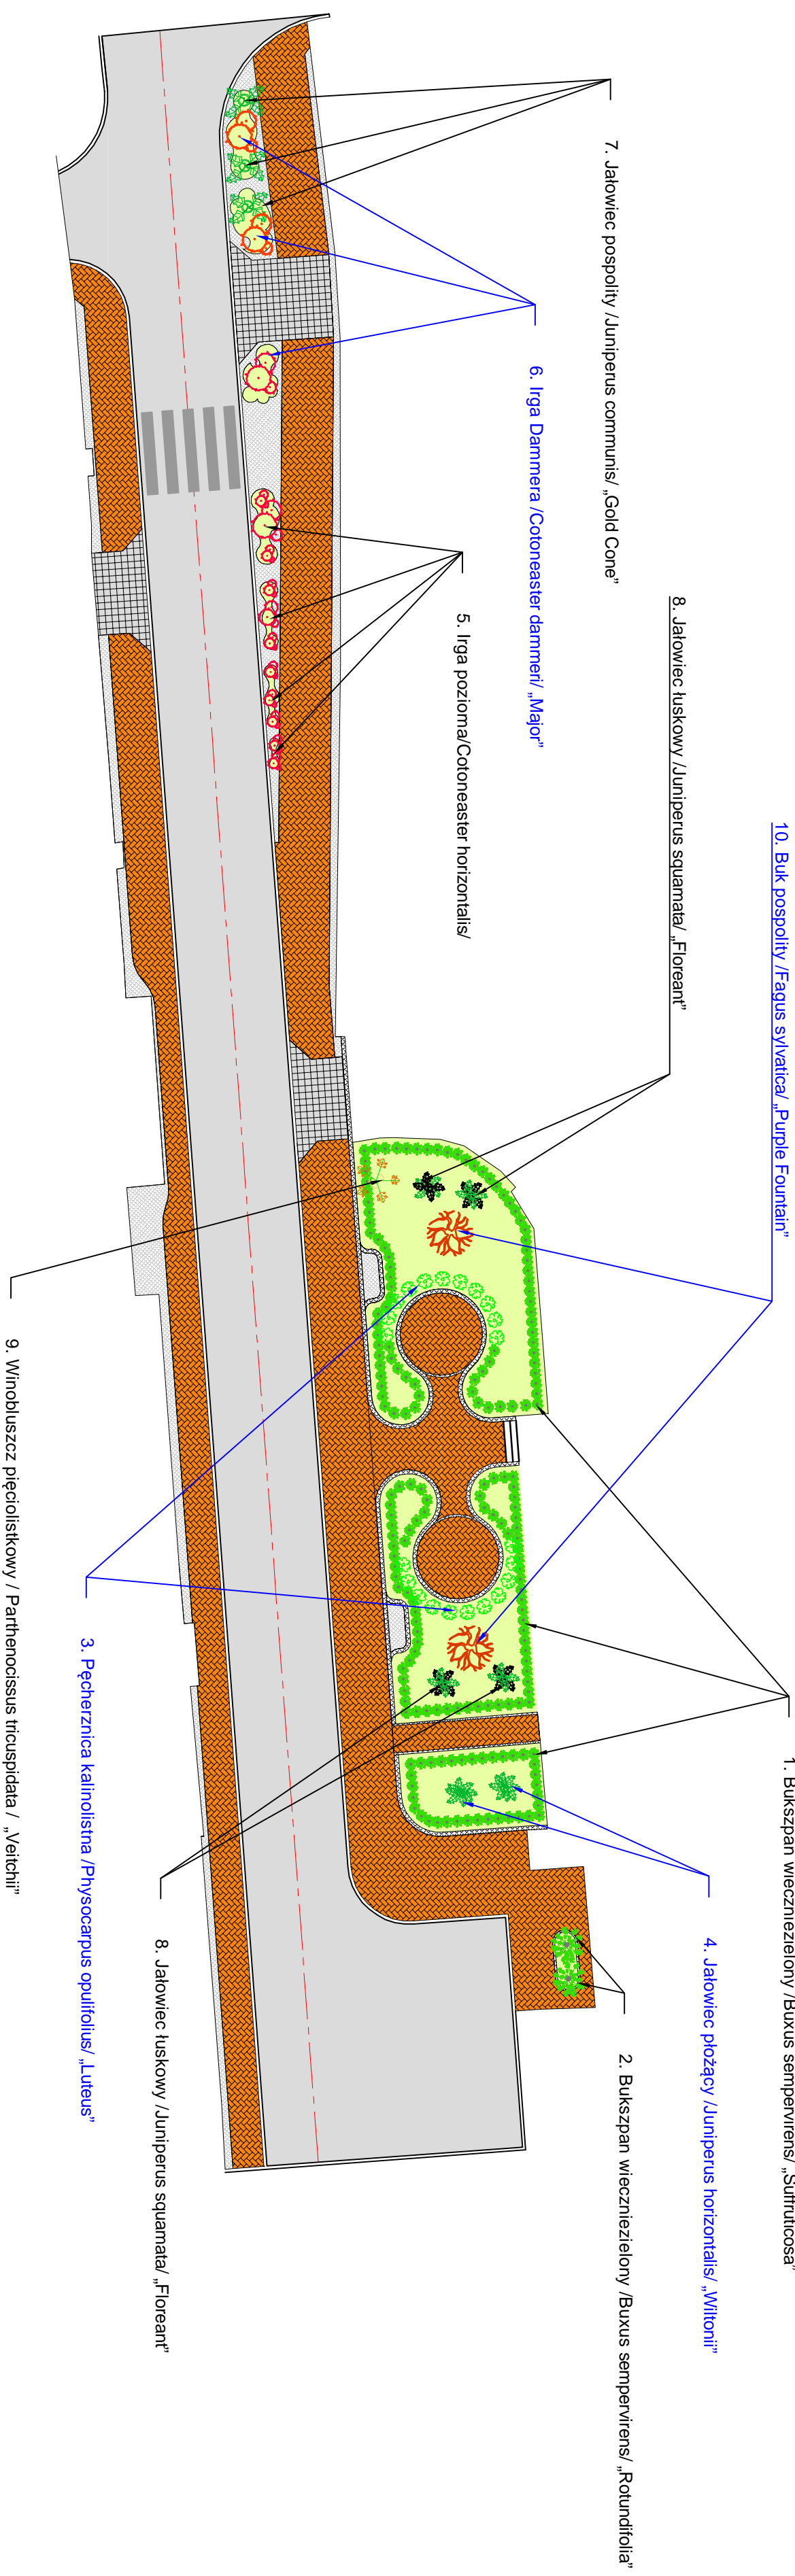 7. Jałowiec pospolity /Juniperus communis/ „Gold Cone”
6. Irga Dammera /Cotoneaster dammeri/ „Major”
5. Irga pozioma/Cotoneaster horizontalis/
8. Jałowiec łuskowy /Juniperus squamata/ „Floreant”
10. Buk pospolity /Fagus sylvatica/ „Purple Fountain”
9. Winobluszcz pięciolistkowy / Parthenocissus tricuspidata / „Veitchii”
3. Pęcherznica kalinolistna /Physocarpus opulifolius/ „Luteus”
8. Jałowiec łuskowy /Juniperus squamata/ „Floreant”
1. Bukszpan wieczniezielony /Buxus sempervirens/ „Suffruticosa”
4. Jałowiec płożący /Juniperus horizontalis/ „Wiltonii”
2. Bukszpan wieczniezielony /Buxus sempervirens/ „Rotundifolia”